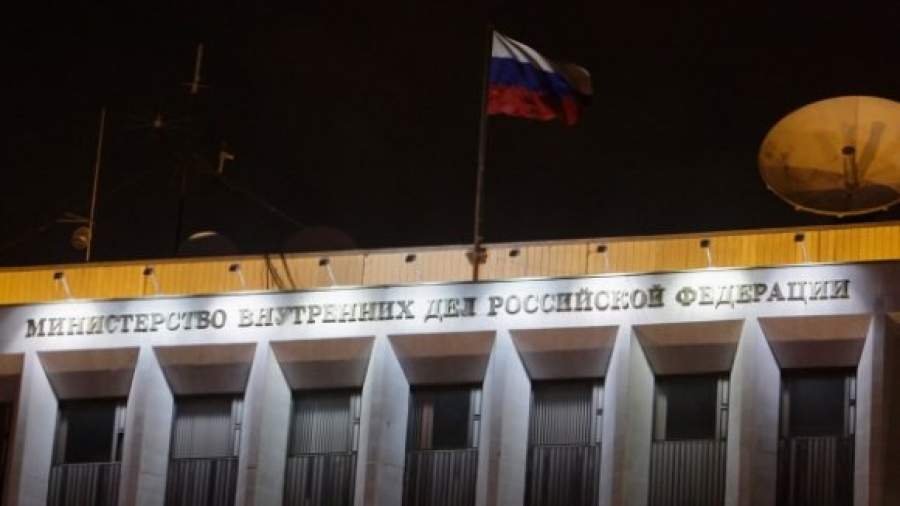 МИНИСТЕРСТВО ВНУТРЕННИХ ДЕЛ РОССИЙСКОЙ ФЕДЕРАЦИИ